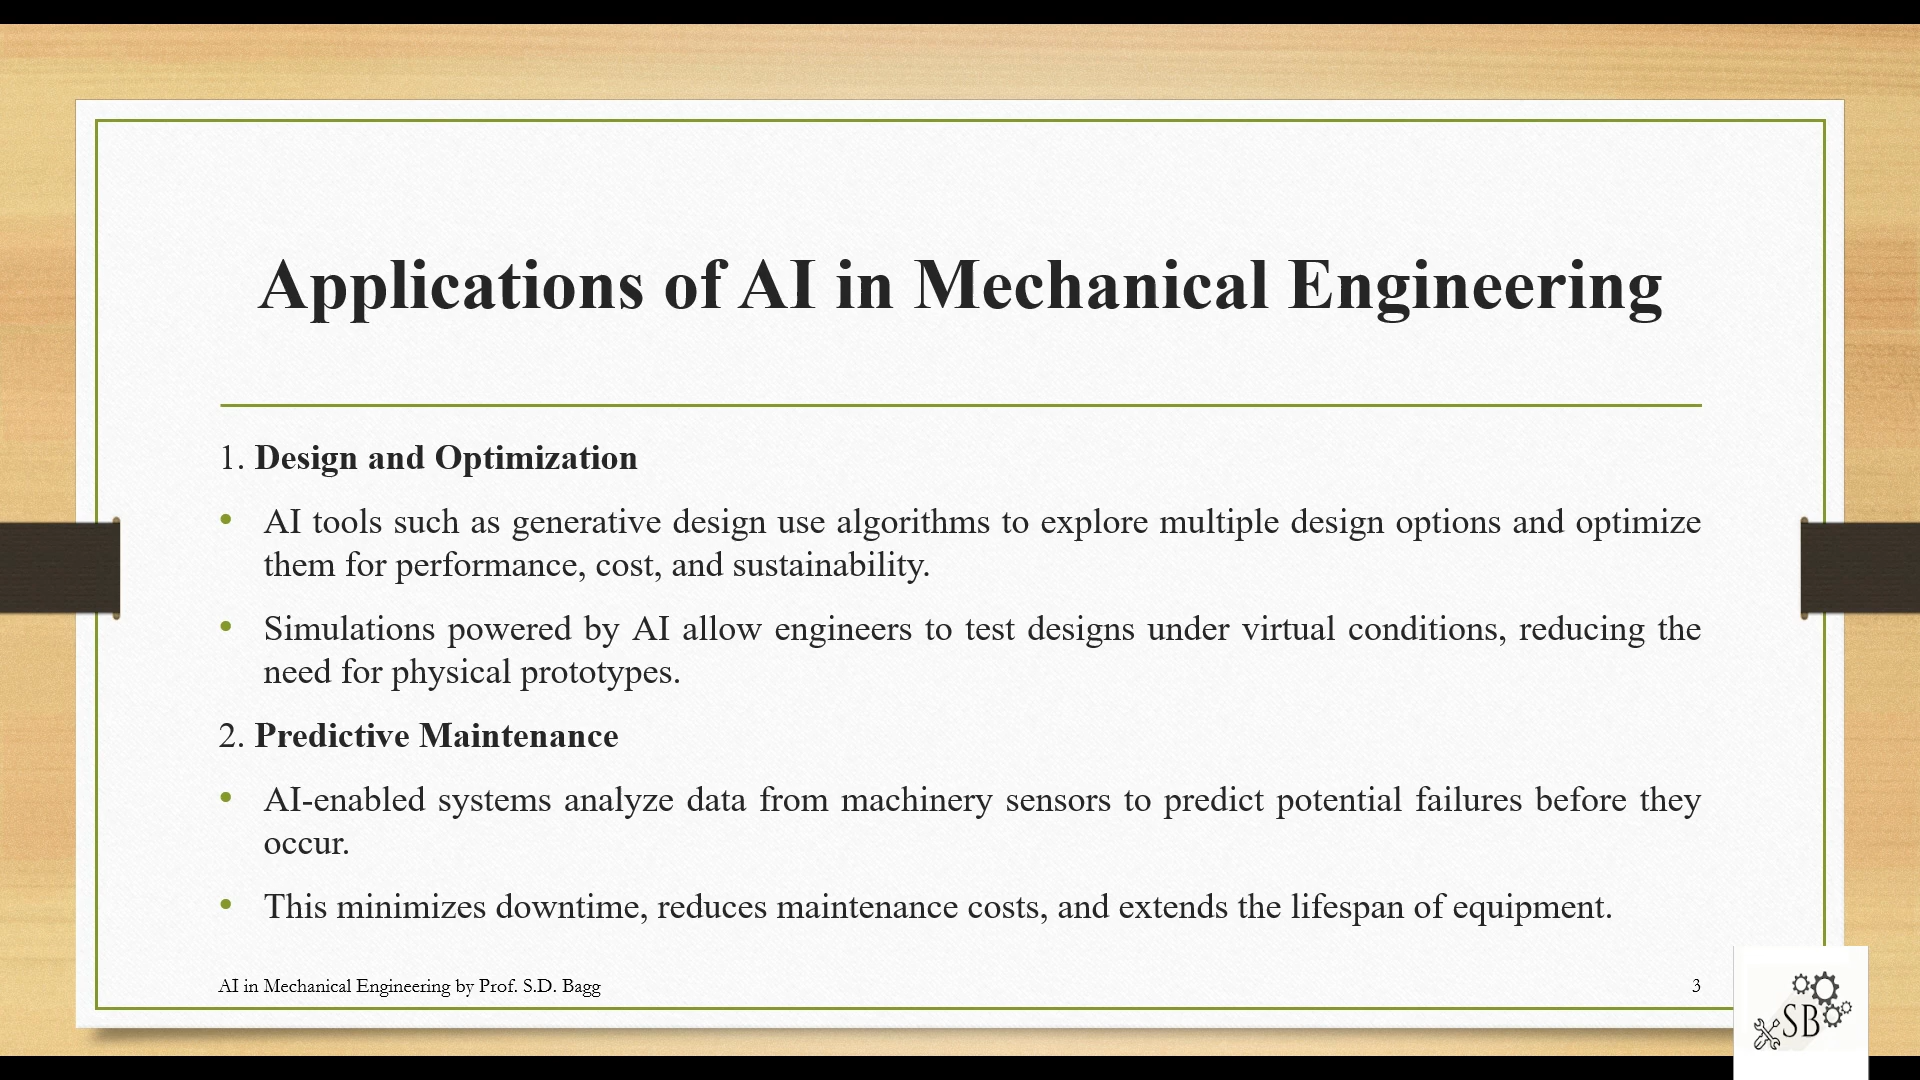 Applications of AI in Mechanical Engineering
1. Design and Optimization
• AI tools such as generative design use algorithms to explore multiple design options and optimize
them for performance, cost, and sustainability.
• Simulations powered by AI allow engineers to test designs under virtual conditions, reducing the
need for physical prototypes.
2. Predictive Maintenance
• AI-enabled systems analyze data from machinery sensors to predict potential failures before they
occur.
• This minimizes downtime, reduces maintenance costs, and extends the lifespan of equipment.
AI in Mechanical Engineering by Prof. S.D. Bagg
3
SB